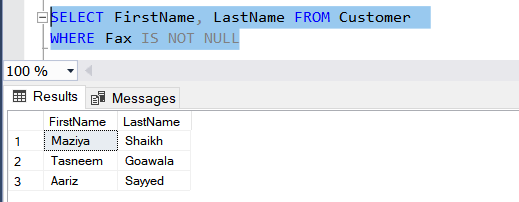 SELECT FirstName, LastName FROM Customer
WHERE Fax IS NOT NULL
100 %
Results Messages
FirstName LastName
1 Maziya Shaikh
2 Tasneem Goawala
3 Aariz Sayyed